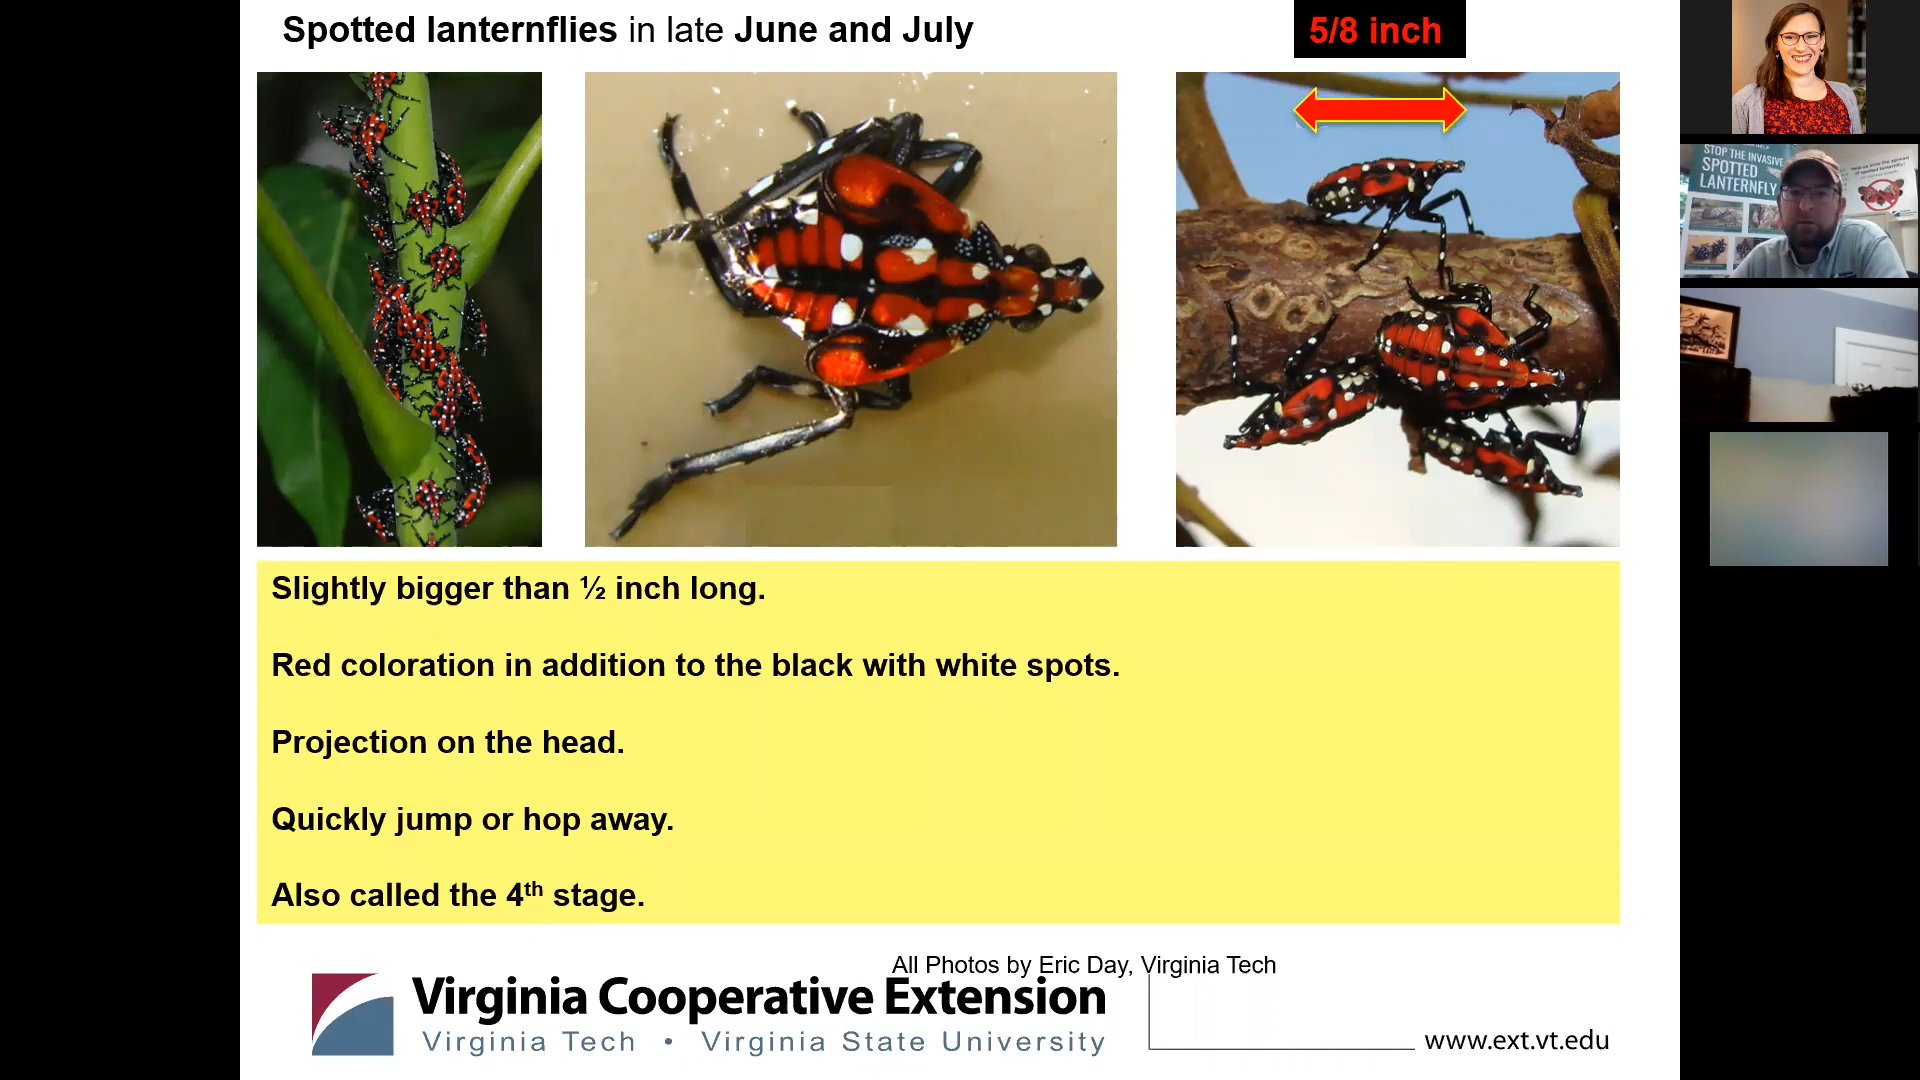 Spotted lanternflies in late June and July
5/8 inch
Slightly bigger than ½ inch long.
Red coloration in addition to the black with white spots.
Projection on the head.
Quickly jump or hop away.
Also called the 4th stage.
All Photos by Eric Day, Virginia Tech
Virginia Cooperative Extension
Virginia Tech • Virginia State University
www.ext.vt.edu
STOP THE INVASIVE
SPOTTED
LANTERNFLY